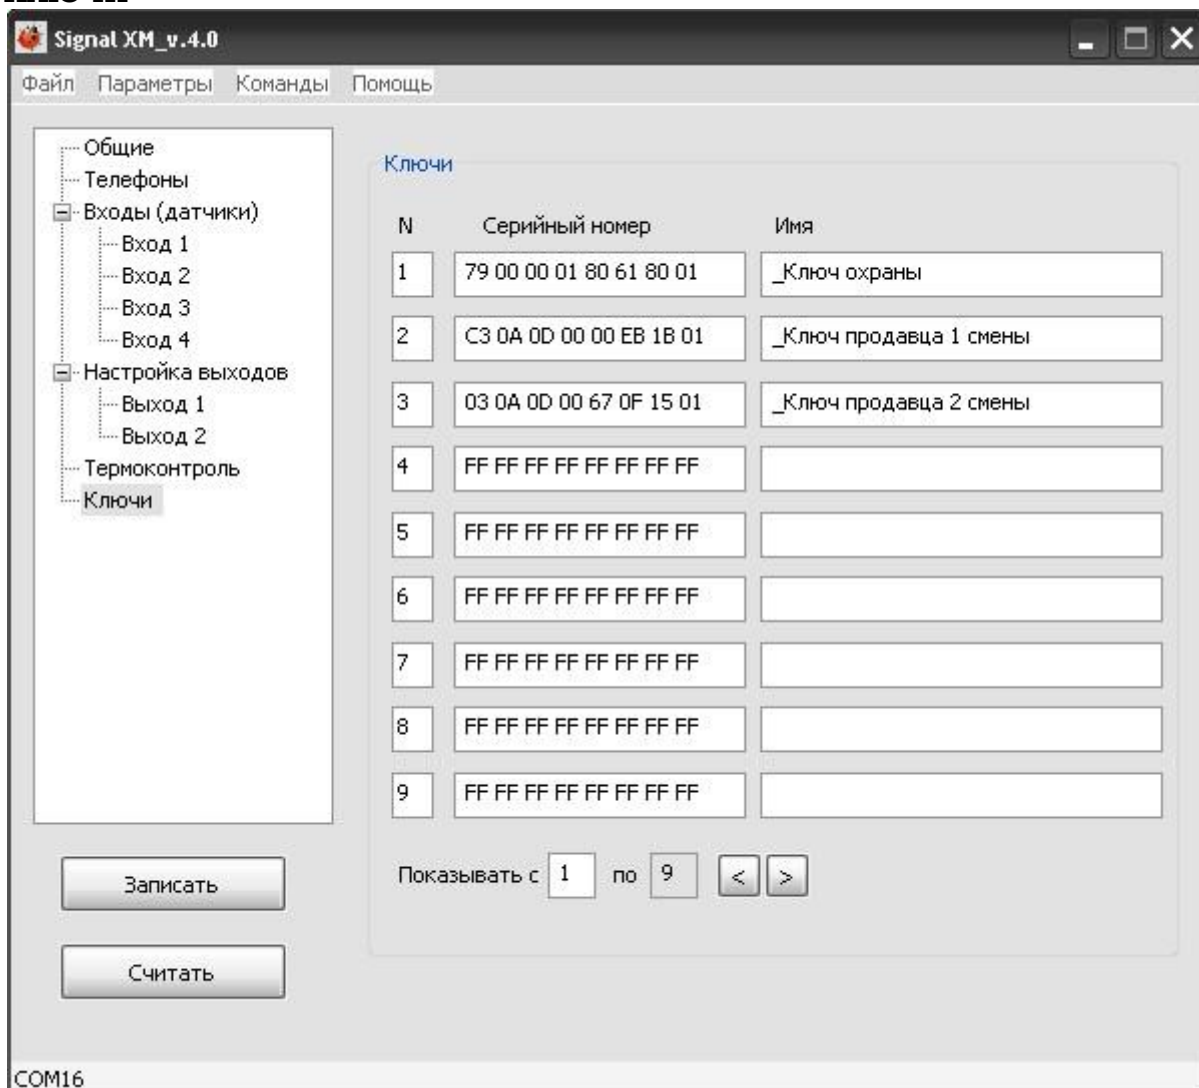 Signal XM_v.4.0
Файл Параметры Команды Помощь
Общие
Телефоны
Входы (датчики)
Вход 1
Вход 2
Вход 3
Вход 4
Настройка выходов
Выход 1
Выход 2
Термоконтроль
Ключи
Записать
Считать
Ключи
N Серийный номер Имя
1 79 00 00 01 80 61 80 01 _Ключ охраны
2 C3 0A 0D 00 00 EB 1B 01 _Ключ продавца 1 смены
3 03 0A 0D 00 67 0F 15 01 _Ключ продавца 2 смены
4 FF FF FF FF FF FF FF FF
5 FF FF FF FF FF FF FF FF
6 FF FF FF FF FF FF FF FF
7 FF FF FF FF FF FF FF FF
8 FF FF FF FF FF FF FF FF
9 FF FF FF FF FF FF FF FF
Показывать с 1 по 9 < >
COM16